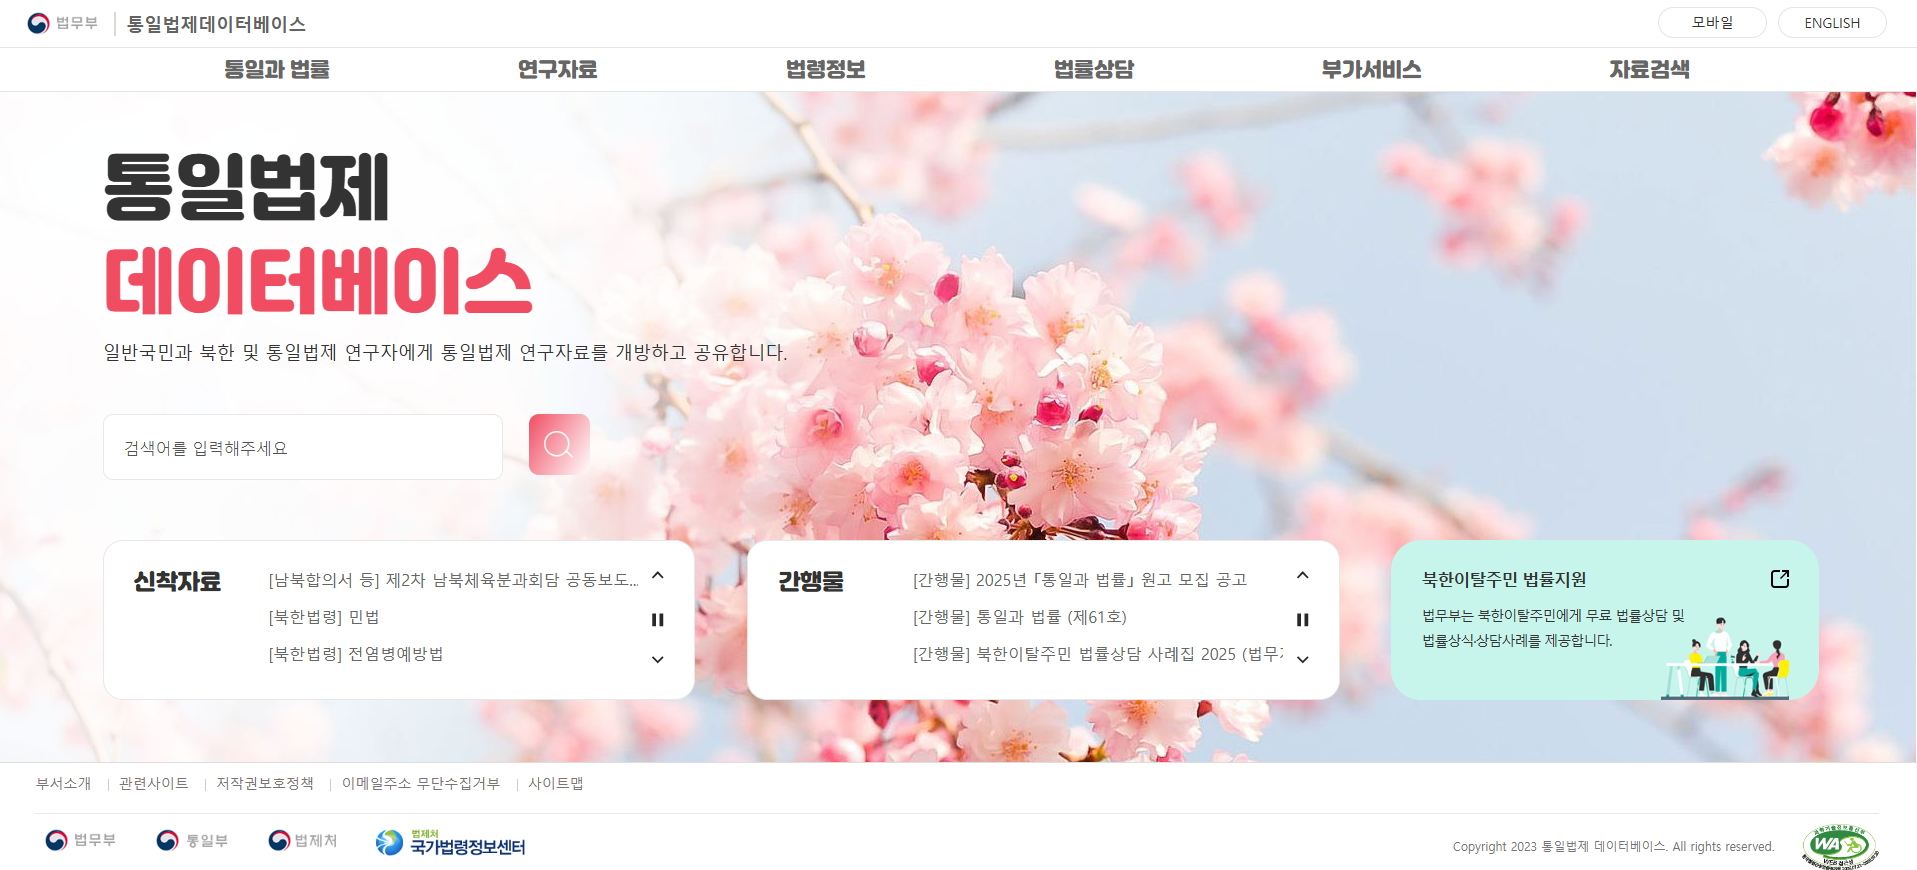 법무부
통일법제데이터베이스
모바일
ENGLISH
통일과 법률
연구자료
법령정보
법률상담
부가서비스
자료검색
통일법제
데이터베이스
일반국민과 북한 및 통일법제 연구자에게 통일법제 연구자료를 개방하고 공유합니다.
검색어를 입력해주세요
신착자료
[남북합의서 등] 제2차 남북체육분과회담 공동보도...
[북한법령] 민법
[북한법령] 전염병예방법
간행물
[간행물] 2025년 「통일과 법률」 원고 모집 공고
[간행물] 통일과 법률 (제61호)
[간행물] 북한이탈주민 법률상담 사례집 2025 (법무
북한이탈주민 법률지원
법무부는 북한이탈주민에게 무료 법률상담 및
법률상식·상담사례를 제공합니다.
부서소개
관련사이트
저작권보호정책
이메일주소 무단수집거부
사이트맵
법무부
통일부
법제처
법제처
국가법령정보센터
Copyright 2023 통일법제 데이터베이스. All rights reserved.
WA